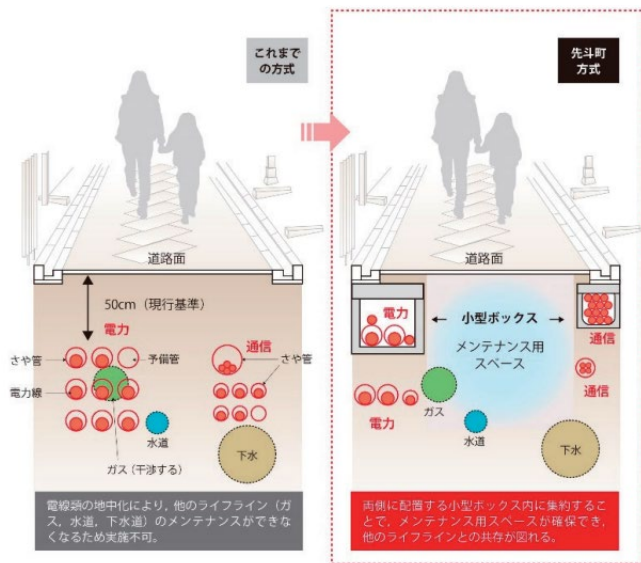 これまで
の方式
道路面
50cm（現行基準）
電力
さや管
予備管
通信
さや管
電力線
水道
ガス（干渉する）
下水
電線類の地中化により，他のライフライン（ガ
ス，水道，下水道）のメンテナンスができな
くなるため実施不可。
先斗町
方式
道路面
電力
小型ボックス
メンテナンス用
スペース
通信
通信
電力
ガス
水道
下水
両側に配置する小型ボックス内に集約するこ
とで，メンテナンス用スペースが確保でき，
他のライフラインとの共存が図れる。